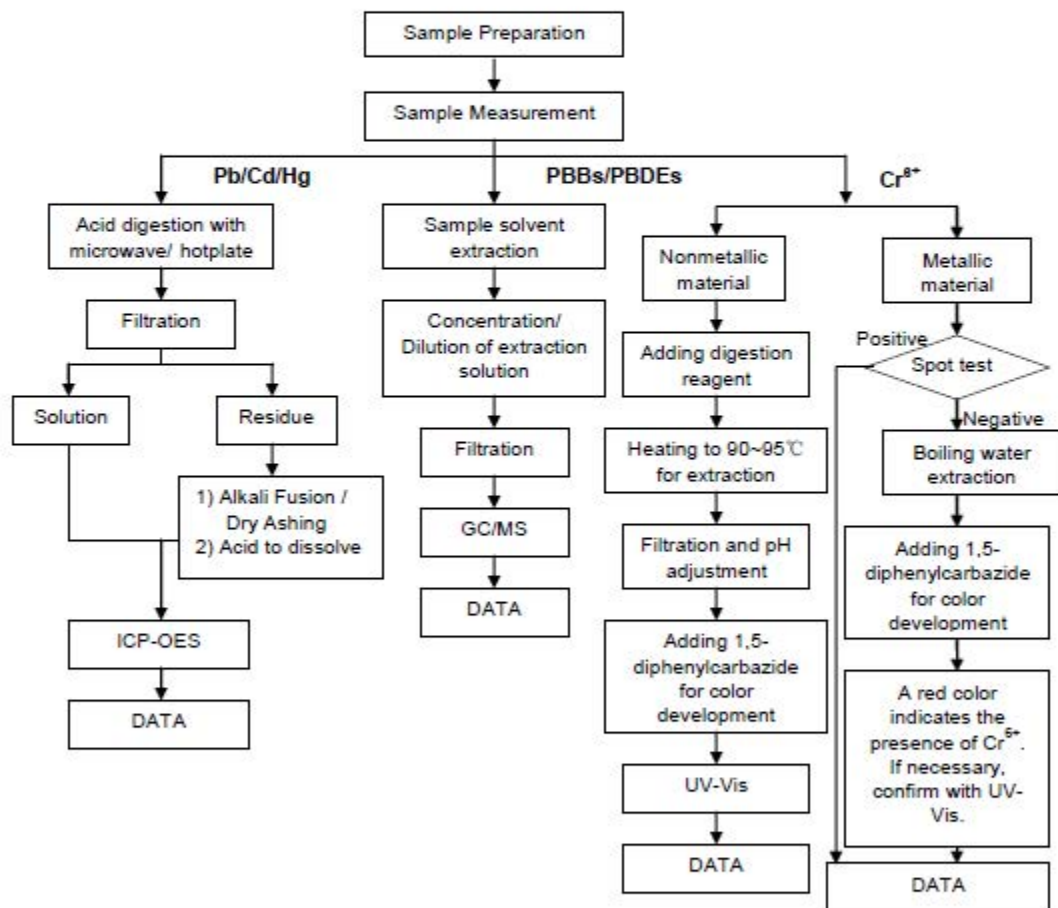 Sample Preparation
Sample Measurement
Pb/Cd/Hg
PBBs/PBDEs
Cr⁶⁺
Acid digestion with
microwave/ hotplate
Filtration
Solution
Residue
1) Alkali Fusion /
Dry Ashing
2) Acid to dissolve
ICP-OES
DATA
Sample solvent
extraction
Concentration/
Dilution of extraction
solution
Filtration
GC/MS
DATA
Nonmetallic
material
Adding digestion
reagent
Heating to 90~95℃
for extraction
Filtration and pH
adjustment
Adding 1,5-
diphenylcarbazide
for color
development
UV-Vis
DATA
Metallic
material
Positive
Spot test
Negative
Boiling water
extraction
Adding 1,5-
diphenylcarbazide
for color
development
A red color
indicates the
presence of Cr⁶⁺.
If necessary,
confirm with UV-
Vis.
DATA